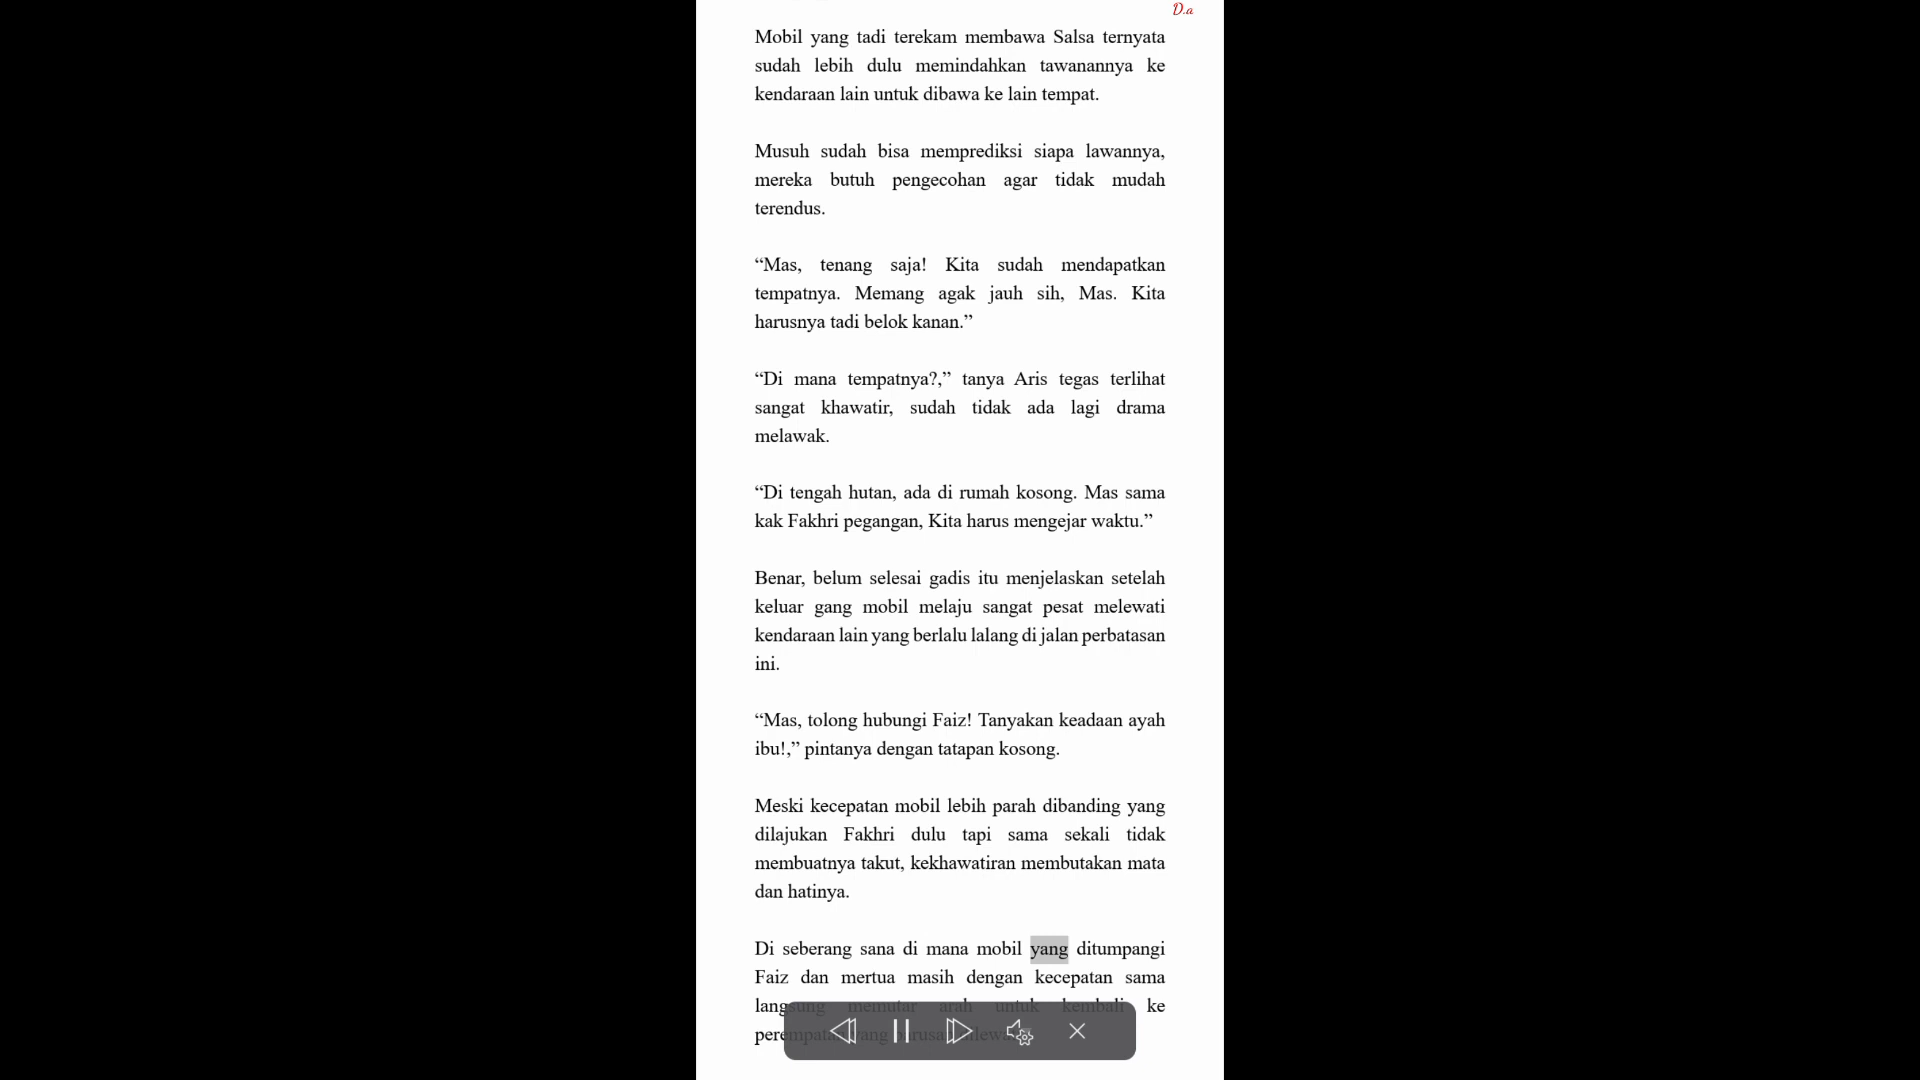 D.a
Mobil yang tadi terekam membawa Salsa ternyata
sudah lebih dulu memindahkan tawanannya ke
kendaraan lain untuk dibawa ke lain tempat.
Musuh sudah bisa memprediksi siapa lawannya,
mereka butuh pengecohan agar tidak mudah
terendus.
“Mas, tenang saja! Kita sudah mendapatkan
tempatnya. Memang agak jauh sih, Mas. Kita
harusnya tadi belok kanan.”
“Di mana tempatnya?,” tanya Aris tegas terlihat
sangat khawatir, sudah tidak ada lagi drama
melawak.
“Di tengah hutan, ada di rumah kosong. Mas sama
kak Fakhri pegangan, Kita harus mengejar waktu.”
Benar, belum selesai gadis itu menjelaskan setelah
keluar gang mobil melaju sangat pesat melewati
kendaraan lain yang berlalu lalang di jalan perbatasan
ini.
“Mas, tolong hubungi Faiz! Tanyakan keadaan ayah
ibu!,” pintanya dengan tatapan kosong.
Meski kecepatan mobil lebih parah dibanding yang
dilajukan Fakhri dulu tapi sama sekali tidak
membuatnya takut, kekhawatiran membutakan mata
dan hatinya.
Di seberang sana di mana mobil yang ditumpangi
Faiz dan mertua masih dengan kecepatan sama
langsung memutar arah untuk kembali ke
perempatan yang